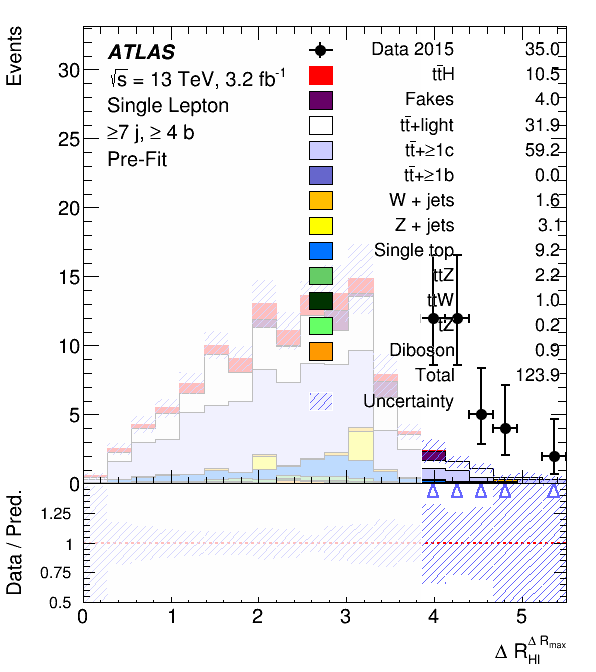 Events
ATLAS
√s = 13 TeV, 3.2 fb-1
Single Lepton
≥7 j, ≥ 4 b
Pre-Fit
Data 2015 35.0
tt̄H 10.5
Fakes 4.0
tt̄+light 31.9
tt̄+≥1c 59.2
tt̄+≥1b 0.0
W + jets 1.6
Z + jets 3.1
Single top 9.2
ttZ 2.2
ttW 1.0
tZ 0.2
Diboson 0.9
Total 123.9
Uncertainty
30
25
20
15
10
5
0
Data / Pred.
1.25
1
0.75
0.5
0 1 2 3 4 5
Δ R HI Δ Rmax